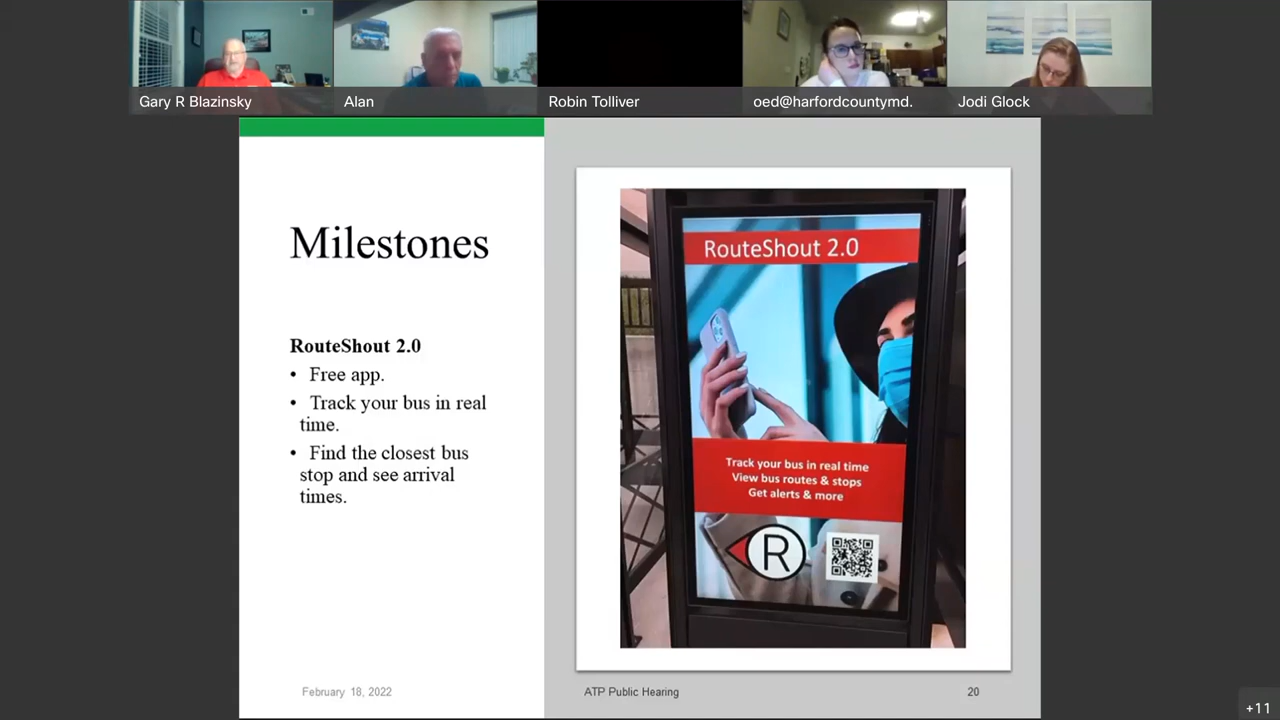 Gary R Blazinsky
Alan
Robin Tolliver
oed@harfordcountymd.
Jodi Glock
Milestones
RouteShout 2.0
• Free app.
• Track your bus in real
time.
• Find the closest bus
stop and see arrival
times.
RouteShout 2.0
Track your bus in real time
View bus routes & stops
Get alerts & more
R
February 18, 2022
ATP Public Hearing
20
+11